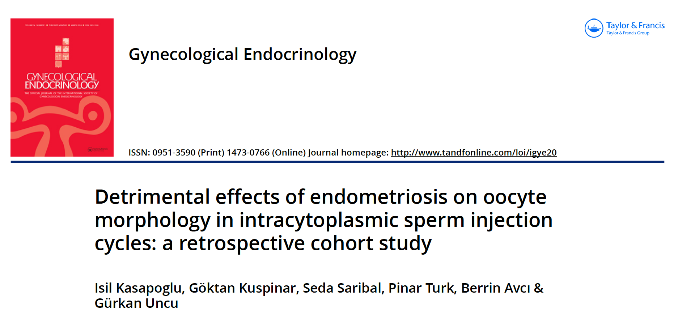 Taylor & Francis
Taylor & Francis Group
Gynecological Endocrinology
GYNECOLOGICAL
ENDOCRINOLOGY
ISSN: 0951-3590 (Print) 1473-0766 (Online) Journal homepage: http://www.tandfonline.com/loi/igye20
Detrimental effects of endometriosis on oocyte
morphology in intracytoplasmic sperm injection
cycles: a retrospective cohort study
Isil Kasapoglu, Göktan Kuspinar, Seda Saribal, Pinar Turk, Berrin Avcı &
Gürkan Uncu